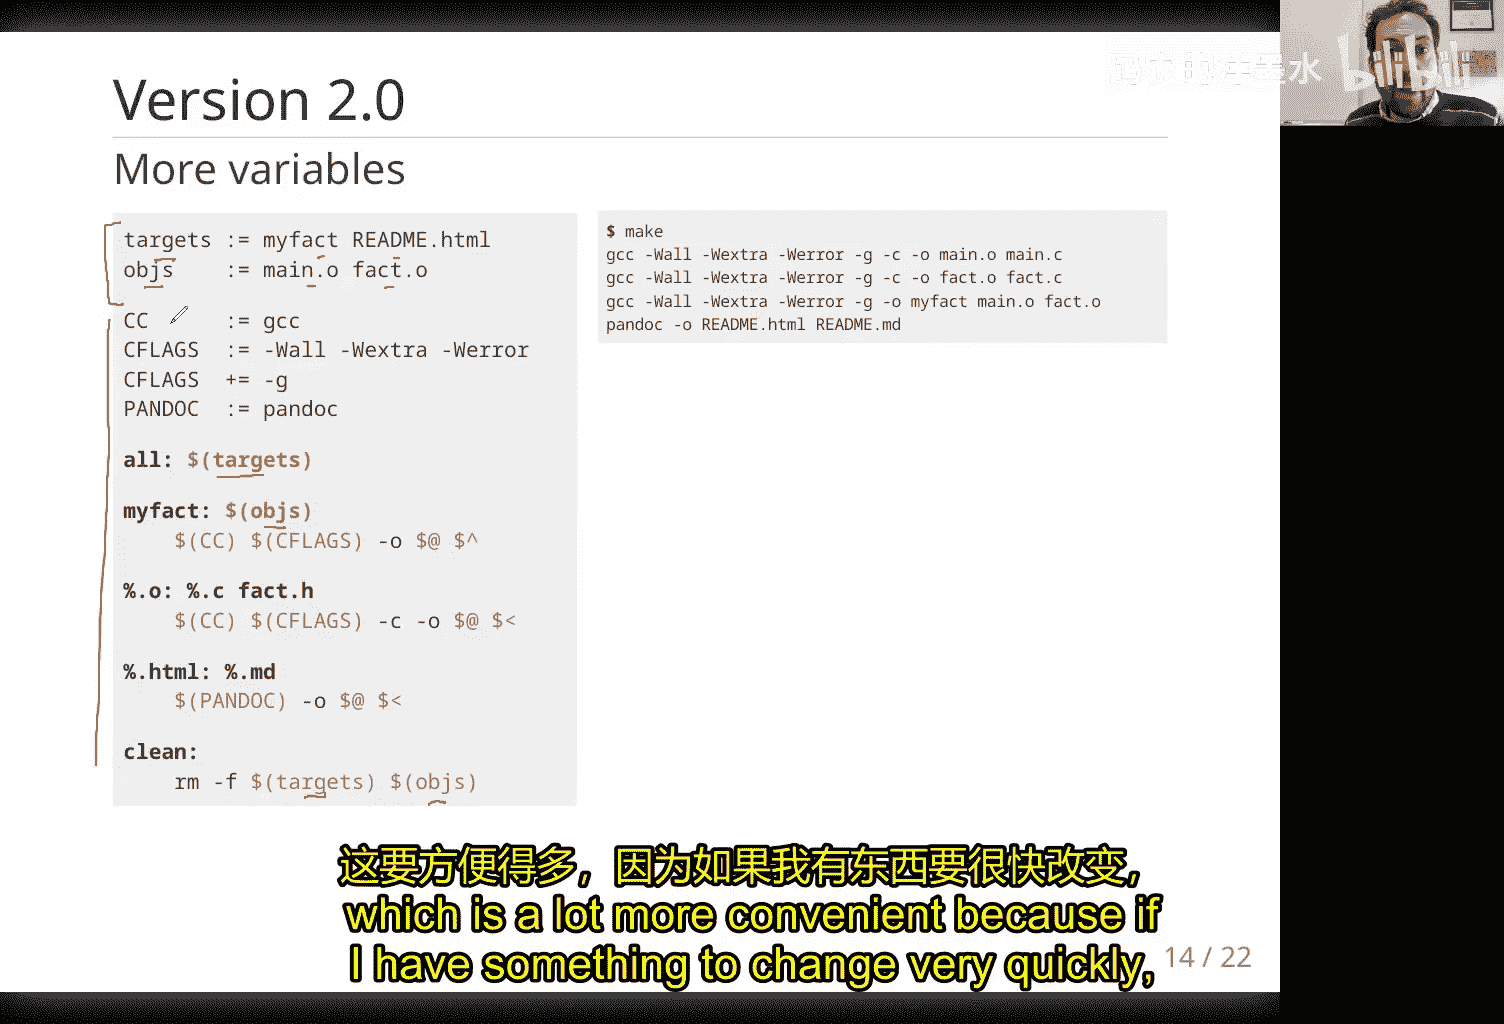 Version 2.0
More variables
targets := myfact README.html
objs    := main.o fact.o
CC      := gcc
CFLAGS  := -Wall -Wextra -Werror
CFLAGS  += -g
PANDOC  := pandoc
all: $(targets)
myfact: $(objs)
    $(CC) $(CFLAGS) -o $@ $^
%.o: %.c fact.h
    $(CC) $(CFLAGS) -c -o $@ $<
%.html: %.md
    $(PANDOC) -o $@ $<
clean:
    rm -f $(targets) $(objs)
$ make
gcc -Wall -Wextra -Werror -g -c -o main.o main.c
gcc -Wall -Wextra -Werror -g -c -o fact.o fact.c
gcc -Wall -Wextra -Werror -g -o myfact main.o fact.o
pandoc -o README.html README.md
bilibili
这要方便得多，因为如果我有东西要很快改变，
which is a lot more convenient because if
I have something to change very quickly,
14 / 22